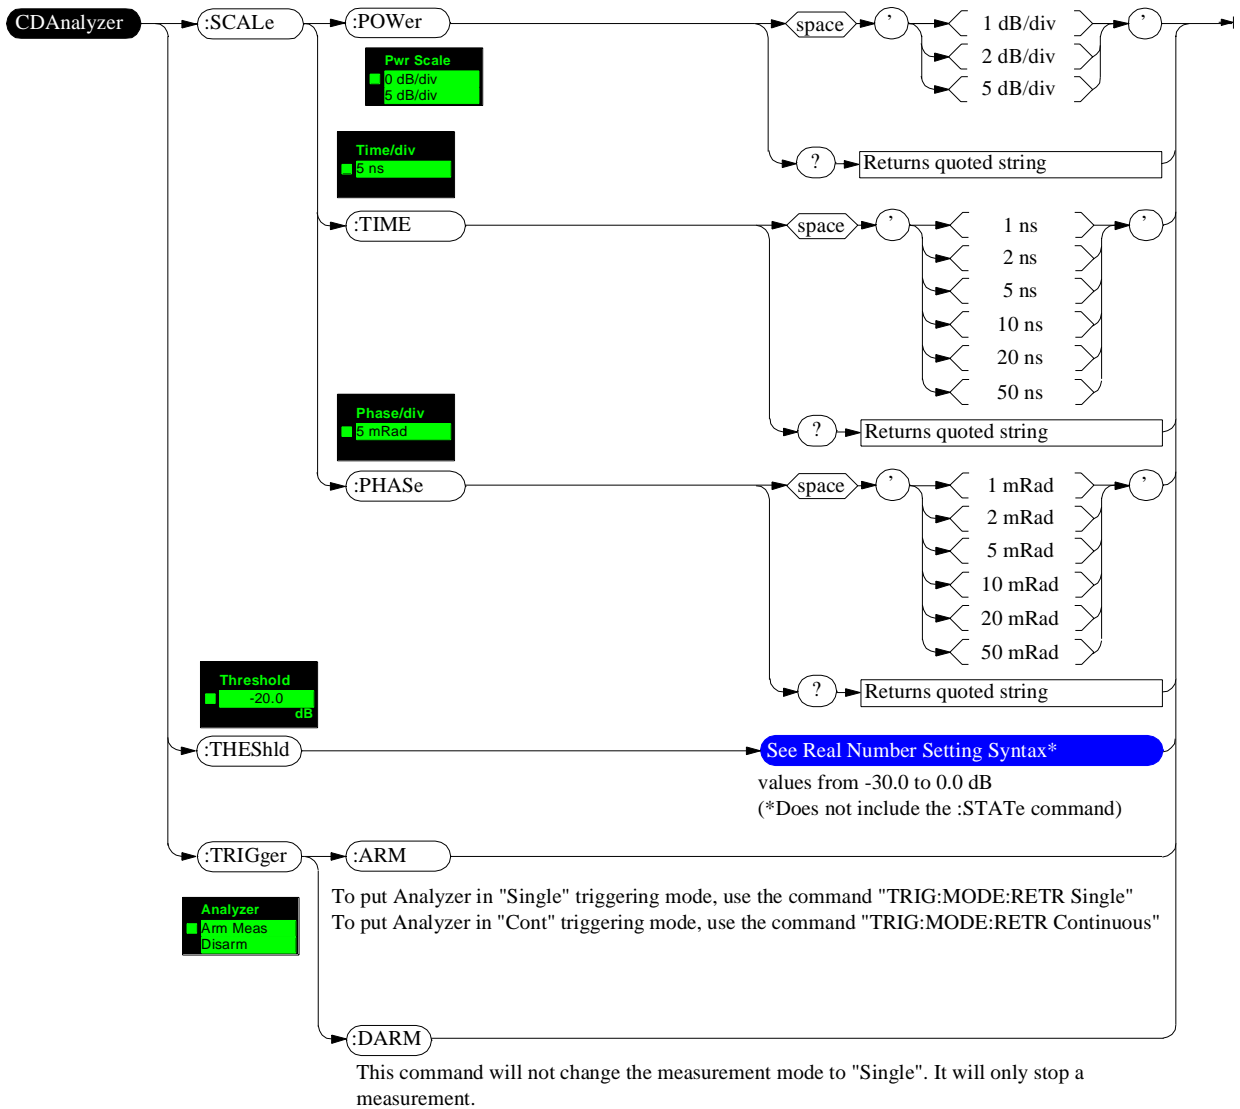 CDAnalyzer :SCALe :POWer space ’ 1 dB/div ’
2 dB/div
5 dB/div
Pwr Scale
0 dB/div
5 dB/div
? Returns quoted string
Time/div
5 ns
:TIME space ’ 1 ns ’
2 ns
5 ns
10 ns
20 ns
50 ns
? Returns quoted string
Phase/div
5 mRad
:PHASe space ’ 1 mRad ’
2 mRad
5 mRad
10 mRad
20 mRad
50 mRad
? Returns quoted string
Threshold
-20.0
dB
:THEShld See Real Number Setting Syntax*
values from -30.0 to 0.0 dB
(*Does not include the :STATe command)
:TRIGger :ARM
To put Analyzer in "Single" triggering mode, use the command "TRIG:MODE:RETR Single"
To put Analyzer in "Cont" triggering mode, use the command "TRIG:MODE:RETR Continuous"
Analyzer
Arm Meas
Disarm
:DARM
This command will not change the measurement mode to "Single". It will only stop a
measurement.